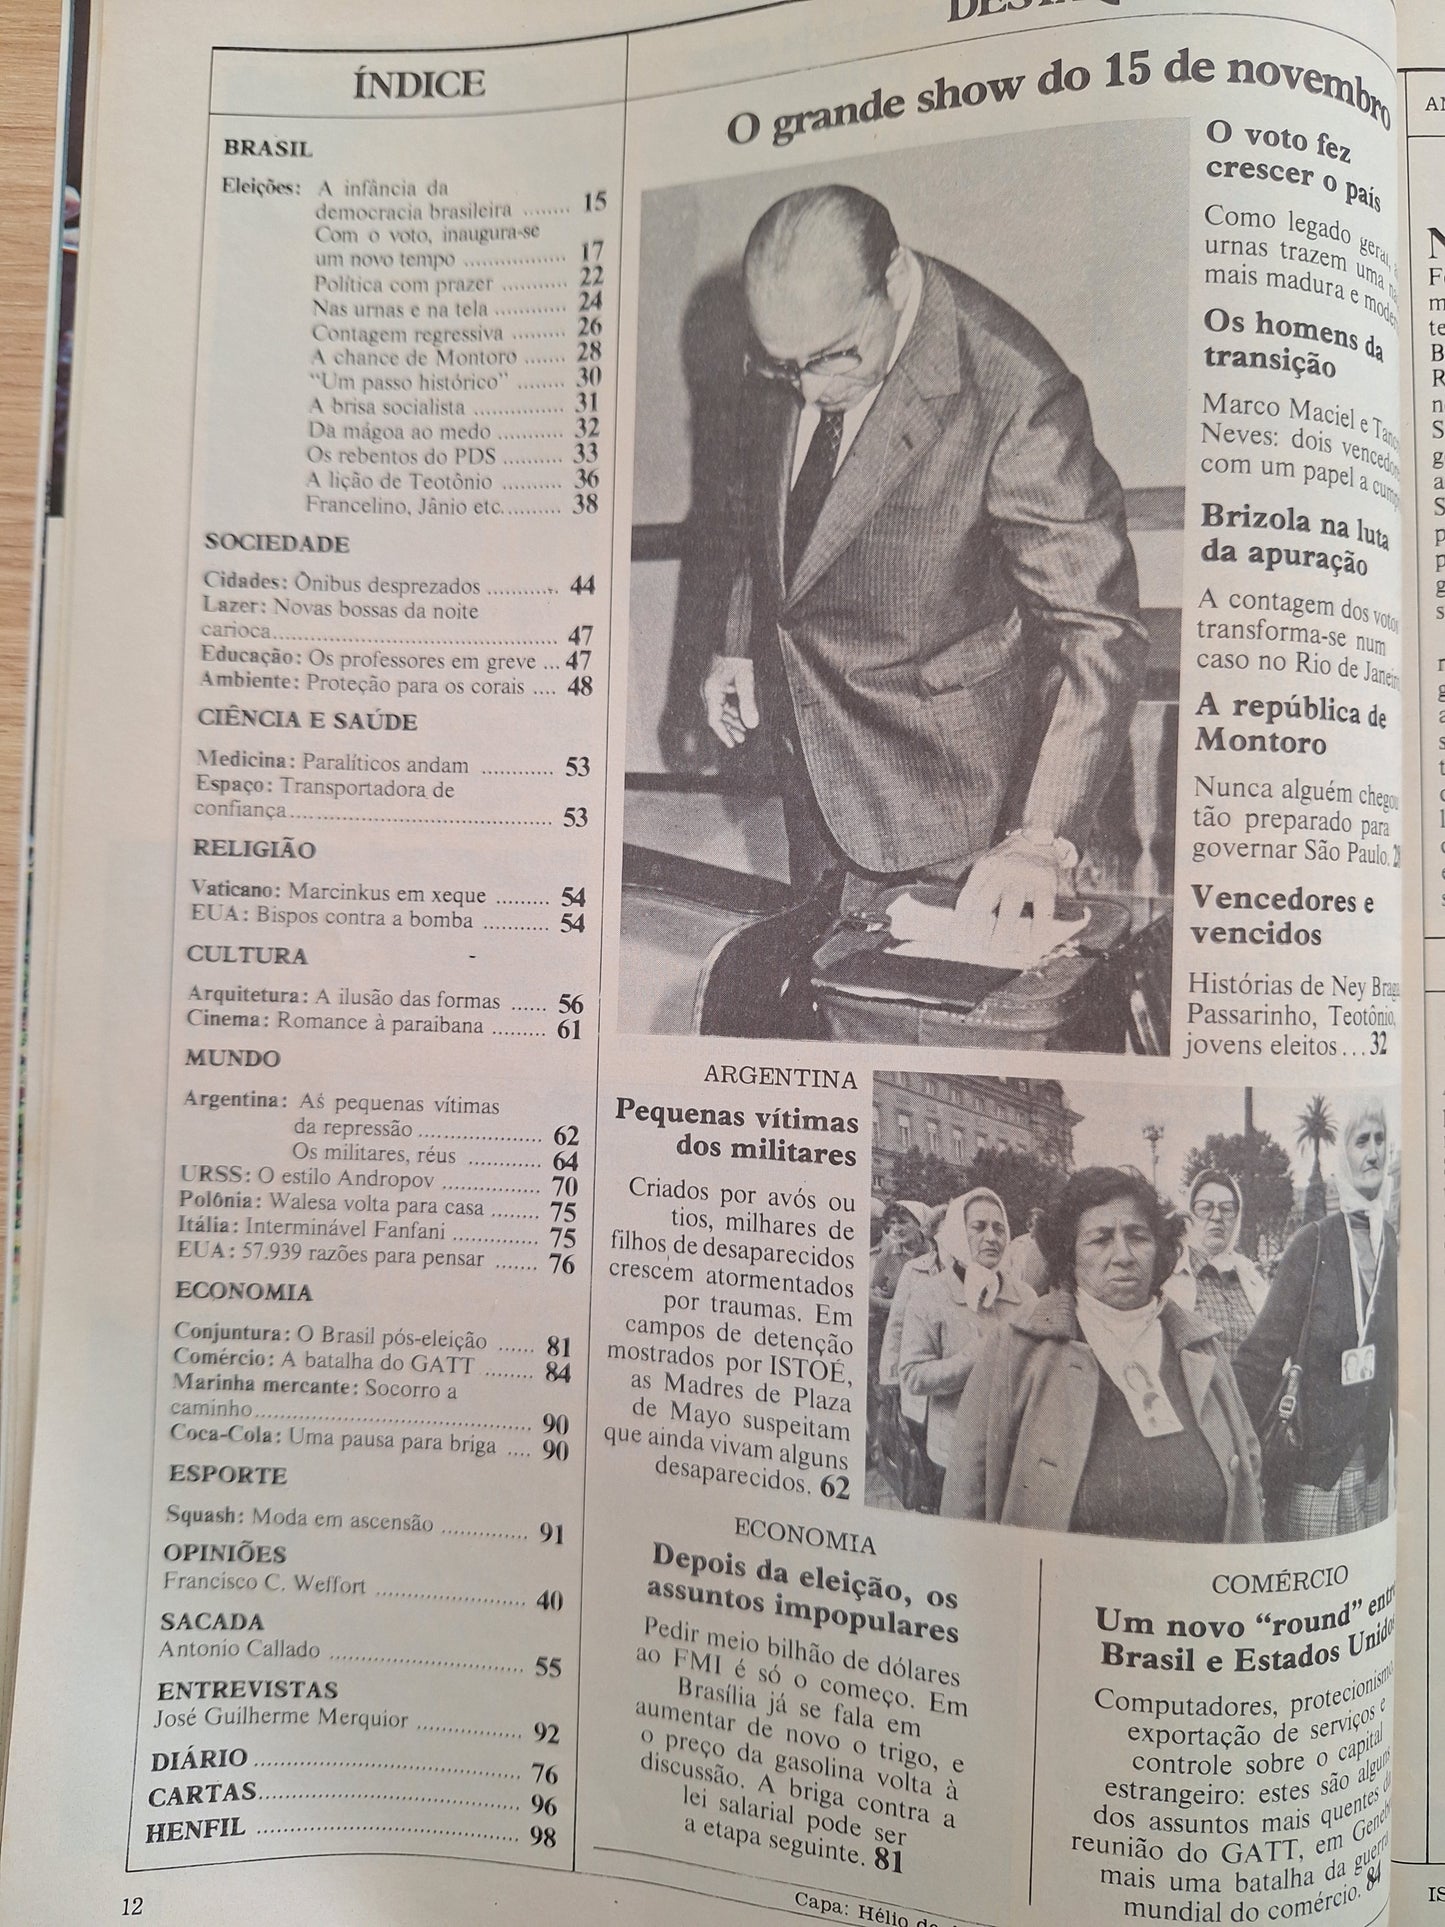 ÍNDICE
BRASIL
Eleições: A infância da
democracia brasileira ........ 15
Com o voto, inaugura-se
um novo tempo ................. 17
Política com prazer ........... 22
Nas urnas e na tela ............ 24
Contagem regressiva .......... 26
A chance de Montoro ....... 28
“Um passo histórico” ........ 30
A brisa socialista ............... 31
Da mágoa ao medo ........... 32
Os rebentos do PDS .......... 33
A lição de Teotônio .......... 36
Francelino, Jânio etc. ......... 38
SOCIEDADE
Cidades: Ônibus desprezados ............ 44
Lazer: Novas bossas da noite
carioca................................................ 47
Educação: Os professores em greve ... 47
Ambiente: Proteção para os corais .... 48
CIÊNCIA E SAÚDE
Medicina: Paralíticos andam ............ 53
Espaço: Transportadora de
confiança............................................ 53
RELIGIÃO
Vaticano: Marcinkus em xeque ......... 54
EUA: Bispos contra a bomba ........... 54
CULTURA
Arquitetura: A ilusão das formas ...... 56
Cinema: Romance à paraibana ......... 61
MUNDO
Argentina: As pequenas vítimas
da repressão ..................... 62
Os militares, réus ............ 64
URSS: O estilo Andropov ................. 70
Polônia: Walesa volta para casa ........ 75
Itália: Interminável Fanfani .............. 75
EUA: 57.939 razões para pensar ....... 76
ECONOMIA
Conjuntura: O Brasil pós-eleição ...... 81
Comércio: A batalha do GATT ........ 84
Marinha mercante: Socorro a
caminho.............................................. 90
Coca-Cola: Uma pausa para briga .... 90
ESPORTE
Squash: Moda em ascensão .............. 91
OPINIÕES
Francisco C. Weffort ........................ 40
SACADA
Antonio Callado ................................ 55
ENTREVISTAS
José Guilherme Merquior ................. 92
DIÁRIO ............................................ 76
CARTAS........................................... 96
HENFIL ........................................... 98
12
O grande show do 15 de novembro
O voto fez
crescer o país
Como legado geral,
urnas trazem uma
mais madura e
Os homens da
transição
Marco Maciel e
Neves: dois
com um papel a
Brizola na luta
da apuração
A contagem dos votos
transforma-se num
caso no Rio de
A república de
Montoro
Nunca alguém chegou
tão preparado para
governar São Paulo.
Vencedores e
vencidos
Histórias de Ney
Passarinho, Teotônio,
jovens eleitos...32
ARGENTINA
Pequenas vítimas
dos militares
Criados por avós ou
tios, milhares de
filhos de desaparecidos
crescem atormentados
por traumas. Em
campos de detenção
mostrados por ISTOÉ,
as Madres de Plaza
de Mayo suspeitam
que ainda vivam alguns
desaparecidos. 62
ECONOMIA
Depois da eleição, os
assuntos impopulares
Pedir meio bilhão de dólares
ao FMI é só o começo. Em
Brasília já se fala em
aumentar de novo o trigo, e
o preço da gasolina volta à
discussão. A briga contra a
lei salarial pode ser
a etapa seguinte. 81
COMÉRCIO
Um novo “round” entre
Brasil e Estados Unidos
Computadores, protecionismo,
exportação de serviços e
controle sobre o capital
estrangeiro: estes são alguns
dos assuntos mais quentes da
reunião do GATT, em
mais uma batalha da guerra
mundial do comércio. 84
Capa: Hélio de